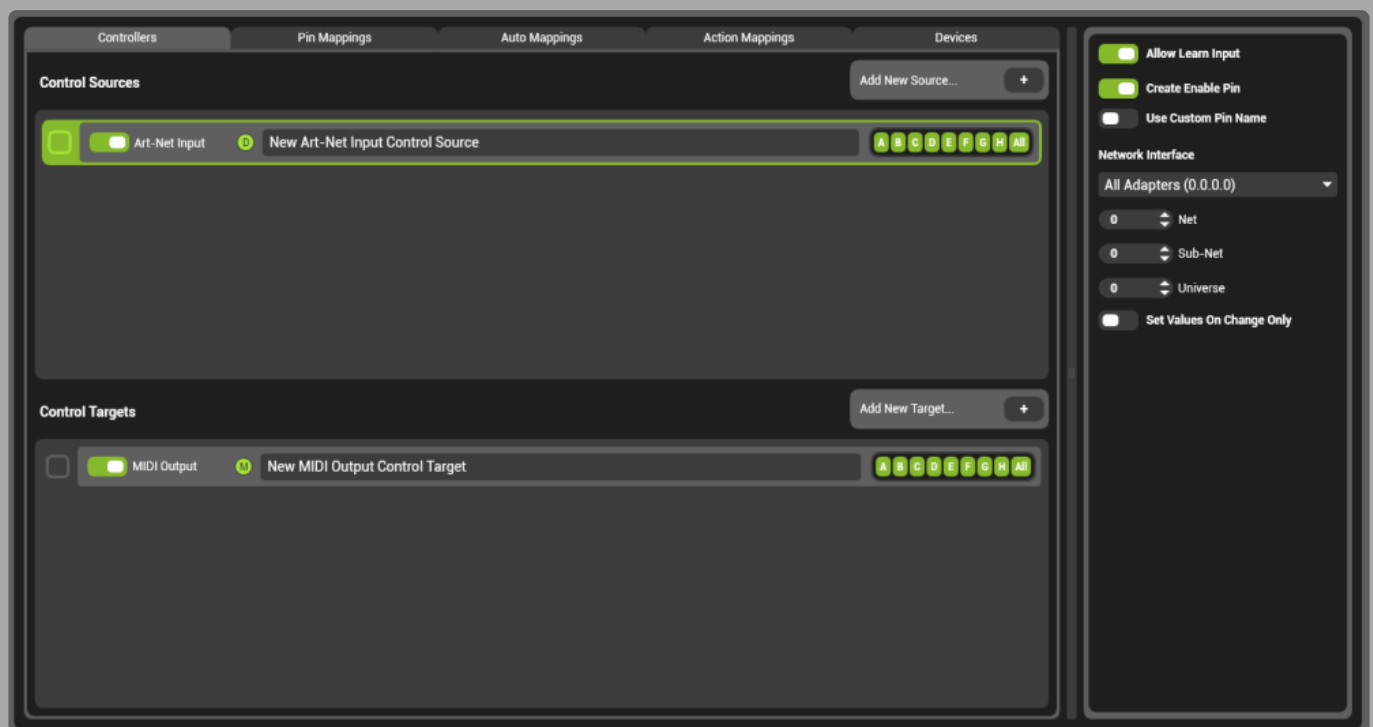 Controllers Pin Mappings Auto Mappings Action Mappings Devices
Control Sources Add New Source... +
Art-Net Input D New Art-Net Input Control Source A B C D E F G H All
Control Targets Add New Target... +
MIDI Output M New MIDI Output Control Target A B C D E F G H All
Allow Learn Input
Create Enable Pin
Use Custom Pin Name
Network Interface
All Adapters (0.0.0.0)
0 Net
0 Sub-Net
0 Universe
Set Values On Change Only